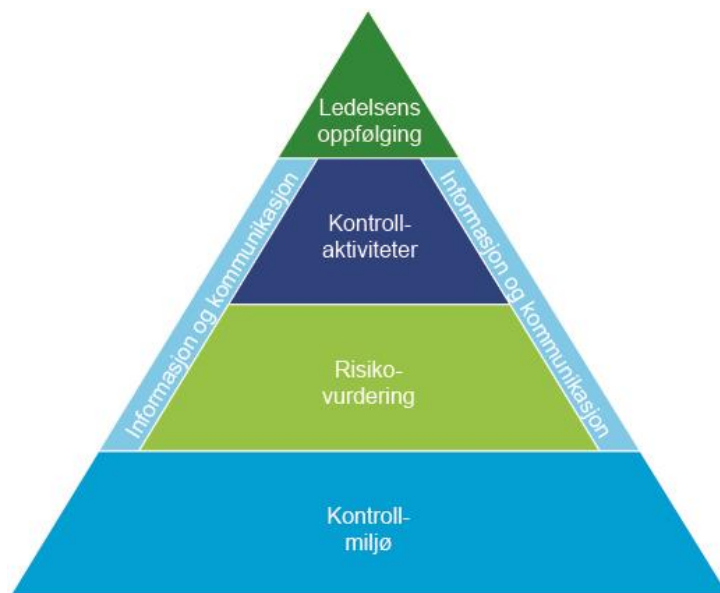 Ledelsens
oppfølging
Informasjon og kommunikasjon
Informasjon og kommunikasjon
Kontroll-
aktiviteter
Risiko-
vurdering
Kontroll-
miljø